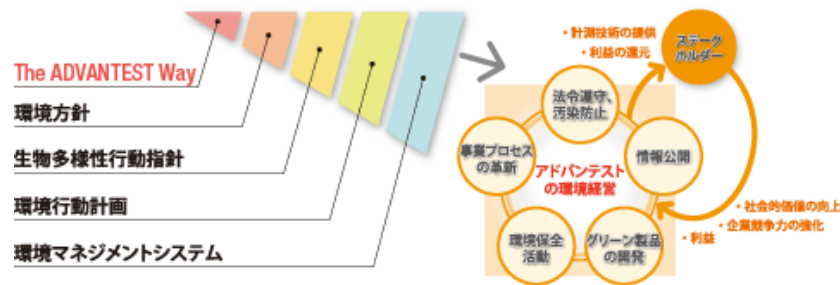 The ADVANTEST Way
環境方針
生物多様性行動指針
環境行動計画
環境マネジメントシステム
・計測技術の提供
・利益の還元
ステーク
ホルダー
法令遵守、
汚染防止
事業プロセス
の革新
情報公開
アドバンテスト
の環境経営
環境保全
活動
グリーン製品
の開発
・社会的価値の向上
・企業競争力の強化
・利益